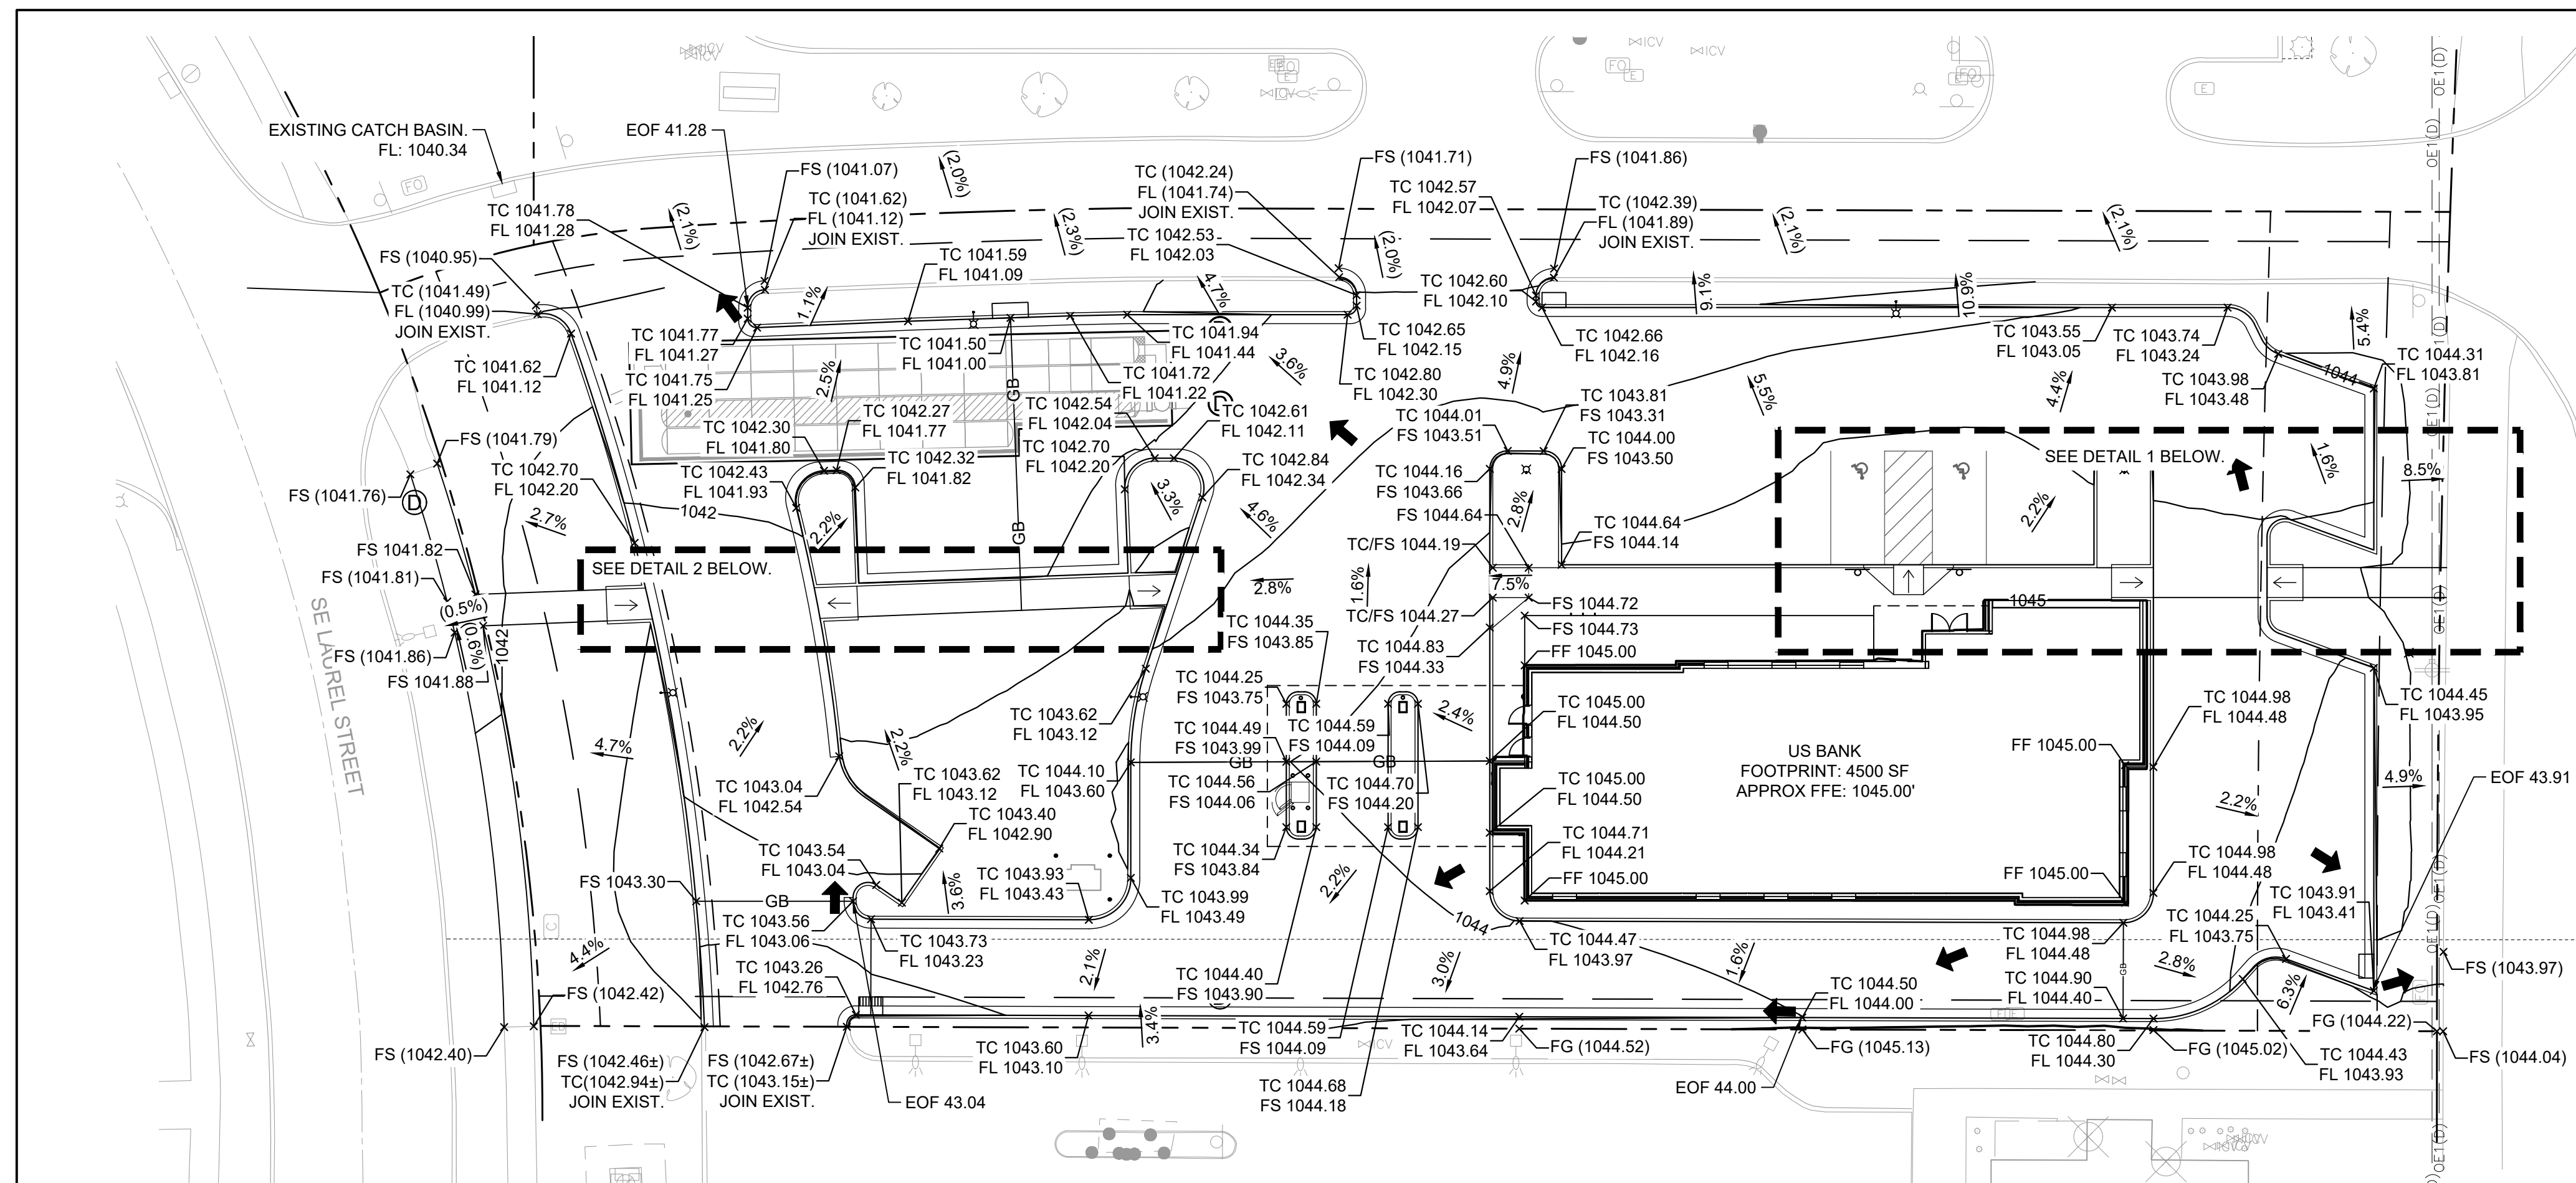 ICV
ICV
ICV
OE1(D)
EXISTING CATCH BASIN.
FL: 1040.34
EOF 41.28
FS (1041.07)
TC (1041.62)
FL (1041.12)
JOIN EXIST.
(2.0%)
TC (1042.24)
FL (1041.74)
JOIN EXIST.
FS (1041.71)
TC 1042.57
FL 1042.07
FS (1041.86)
TC (1042.39)
FL (1041.89)
JOIN EXIST.
FO
E
FO
E
FO
E
ICV
FO
E
OE1(D)
TC 1041.78
FL 1041.28
(2.1%)
(2.3%)
TC 1042.53
FL 1042.03
(2.0%)
(2.1%)
(2.1%)
FS (1040.95)
TC (1041.49)
FL (1040.99)
JOIN EXIST.
TC 1041.59
FL 1041.09
1.1%
4.7%
TC 1042.60
FL 1042.10
9.1%
10.9%
5.4%
OE1(D)
TC 1041.62
FL 1041.12
TC 1041.77
FL 1041.27
TC 1041.75
FL 1041.25
TC 1041.50
FL 1041.00
TC 1041.94
FL 1041.44
TC 1041.72
FL 1041.22
TC 1042.65
FL 1042.15
TC 1042.80
FL 1042.30
TC 1042.66
FL 1042.16
TC 1043.55
FL 1043.05
TC 1043.74
FL 1043.24
TC 1043.98
FL 1043.48
1044
TC 1044.31
FL 1043.81
2.5%
GB
3.6%
4.9%
5.5%
4.4%
OE1(D)
TC 1042.30
FL 1041.80
TC 1042.27
FL 1041.77
TC 1042.54
FL 1042.04
TC 1042.61
FL 1042.11
TC 1044.01
FS 1043.51
TC 1043.81
FS 1043.31
TC 1044.00
FS 1043.50
FS (1041.79)
TC 1042.70
FL 1042.20
TC 1042.43
FL 1041.93
TC 1042.32
FL 1041.82
TC 1042.70
FL 1042.20
TC 1042.84
FL 1042.34
TC 1044.16
FS 1043.66
FS 1044.64
SEE DETAIL 1 BELOW.
1.6%
8.5%
FS (1041.76)
D
2.7%
1042
2.2%
GB
3.3%
4.6%
2.8%
TC 1044.64
FS 1044.14
2.2%
FS 1041.82
FS (1041.81)
SEE DETAIL 2 BELOW.
TC/FS 1044.19
2.8%
1.6%
7.5%
(0.5%)
(0.6%)
1042
TC 1044.35
FS 1043.85
TC/FS 1044.27
FS 1044.72
FS 1044.73
FF 1045.00
1045
OE1(D)
SE LAUREL STREET
FS (1041.86)
FS 1041.88
TC 1044.25
FS 1043.75
TC 1044.83
FS 1044.33
TC 1043.62
FL 1043.12
TC 1044.49
FS 1043.99
TC 1044.59
FS 1044.09
2.4%
TC 1045.00
FL 1044.50
TC 1044.98
FL 1044.48
TC 1044.45
FL 1043.95
4.7%
2.2%
2.2%
GB
GB
US BANK
FOOTPRINT: 4500 SF
APPROX FFE: 1045.00'
FF 1045.00
TC 1043.04
FL 1042.54
TC 1043.62
FL 1043.12
TC 1044.10
FL 1043.60
TC 1044.56
FS 1044.06
TC 1044.70
FS 1044.20
TC 1045.00
FL 1044.50
4.9%
EOF 43.91
2.2%
TC 1043.40
FL 1042.90
TC 1043.54
FL 1043.04
TC 1044.34
FS 1043.84
TC 1044.71
FL 1044.21
TC 1044.98
FL 1044.48
OE1(D)
FS 1043.30
3.6%
TC 1043.93
FL 1043.43
2.2%
FF 1045.00
FF 1045.00
TC 1043.91
FL 1043.41
C
GB
TC 1043.56
FL 1043.06
TC 1043.99
FL 1043.49
1044
TC 1044.25
FL 1043.75
OE1(D)
4.4%
TC 1043.73
FL 1043.23
TC 1044.47
FL 1043.97
TC 1044.98
FL 1044.48
TC 1043.26
FL 1042.76
2.1%
TC 1044.40
FS 1043.90
3.0%
1.6%
TC 1044.90
FL 1044.40
GB
2.8%
FS (1043.97)
FS (1042.42)
TC 1044.50
FL 1044.00
6.3%
3.4%
TC 1044.59
FS 1044.09
TC 1044.14
FL 1043.64
FG (1044.22)
FS (1042.40)
FS (1042.46±)
TC(1042.94±)
JOIN EXIST.
FS (1042.67±)
TC (1043.15±)
JOIN EXIST.
TC 1043.60
FL 1043.10
ICV
FG (1044.52)
FG (1045.13)
TC 1044.80
FL 1044.30
FG (1045.02)
TC 1044.43
FL 1043.93
FS (1044.04)
EOF 43.04
TC 1044.68
FS 1044.18
EOF 44.00
OE1(D)